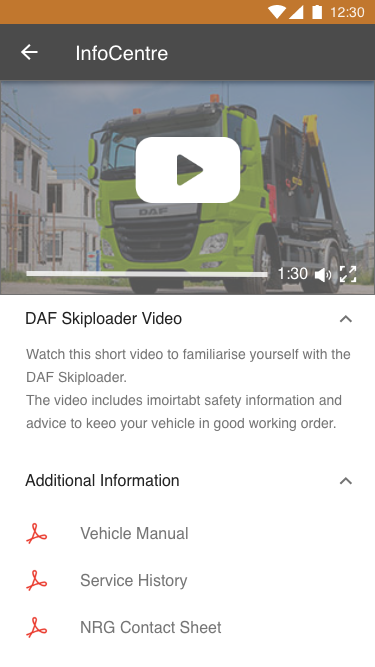 12:30
InfoCentre
DAF
1:30
DAF Skiploader Video
Watch this short video to familiarise yourself with the
DAF Skiploader.
The video includes imoirtabt safety information and
advice to keeo your vehicle in good working order.
Additional Information
Vehicle Manual
Service History
NRG Contact Sheet